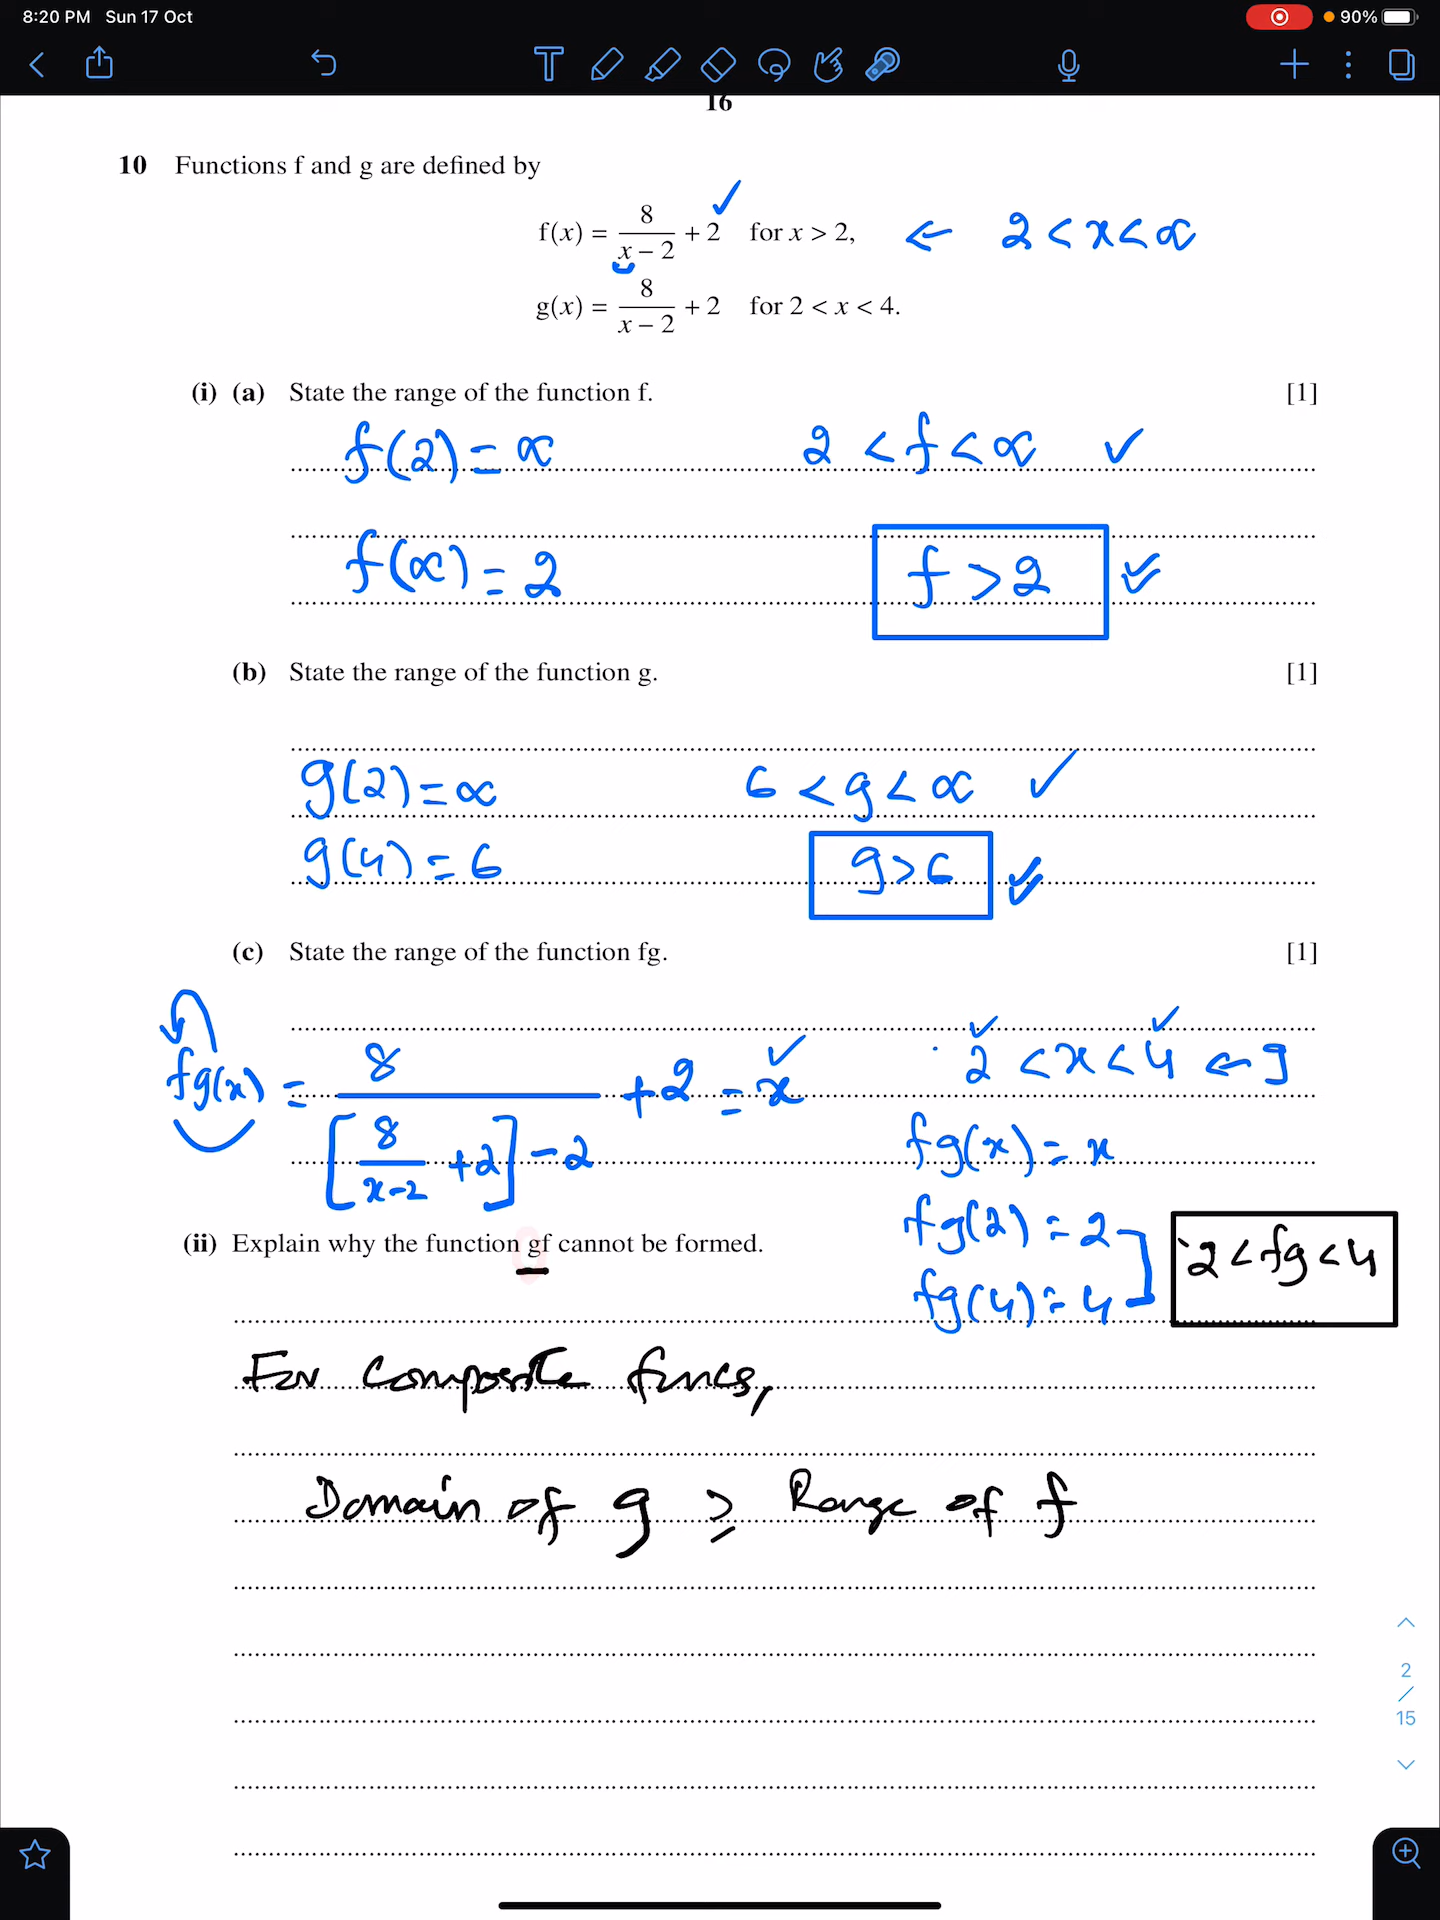 8:20 PM Sun 17 Oct
90%
16
10 Functions f and g are defined by
f(x) = 8/(x − 2) + 2 for x > 2, ← 2 < x < ∝
g(x) = 8/(x − 2) + 2 for 2 < x < 4.
(i) (a) State the range of the function f. [1]
f(2) = ∝ 2 < f < ∝ ✓
f(∝) = 2 f > 2
(b) State the range of the function g. [1]
g(2) = ∝ 6 < g < ∝ ✓
g(4) = 6 g > 6
(c) State the range of the function fg. [1]
fg(x) = 8/([8/(x−2) + 2] − 2) + 2 = x
2 < x < 4 ← g
fg(x) = x
fg(2) = 2
fg(4) = 4
2 < fg < 4
(ii) Explain why the function gf cannot be formed.
For composite funcs,
Domain of g ≥ Range of f
2
/
15